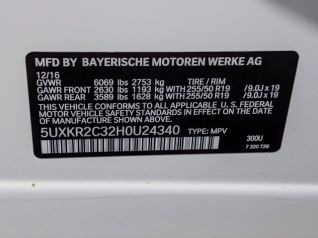 MFD BY BAYERISCHE MOTOREN WERKE AG
12/16
GVWR 6069 lbs 2753 kg TIRE / RIM
GAWR FRONT 2630 lbs 1193 kg WITH 255/50 R19 / 9.0J x 19
GAWR REAR 3589 lbs 1628 kg WITH 255/50 R19 / 9.0J x 19
THIS VEHICLE CONFORMS TO ALL APPLICABLE U.S. FEDERAL
MOTOR VEHICLE SAFETY STANDARDS IN EFFECT ON THE
DATE OF MANUFACTURE SHOWN ABOVE.
5UXKR2C32H0U24340 TYPE: MPV
300U
7 320 729